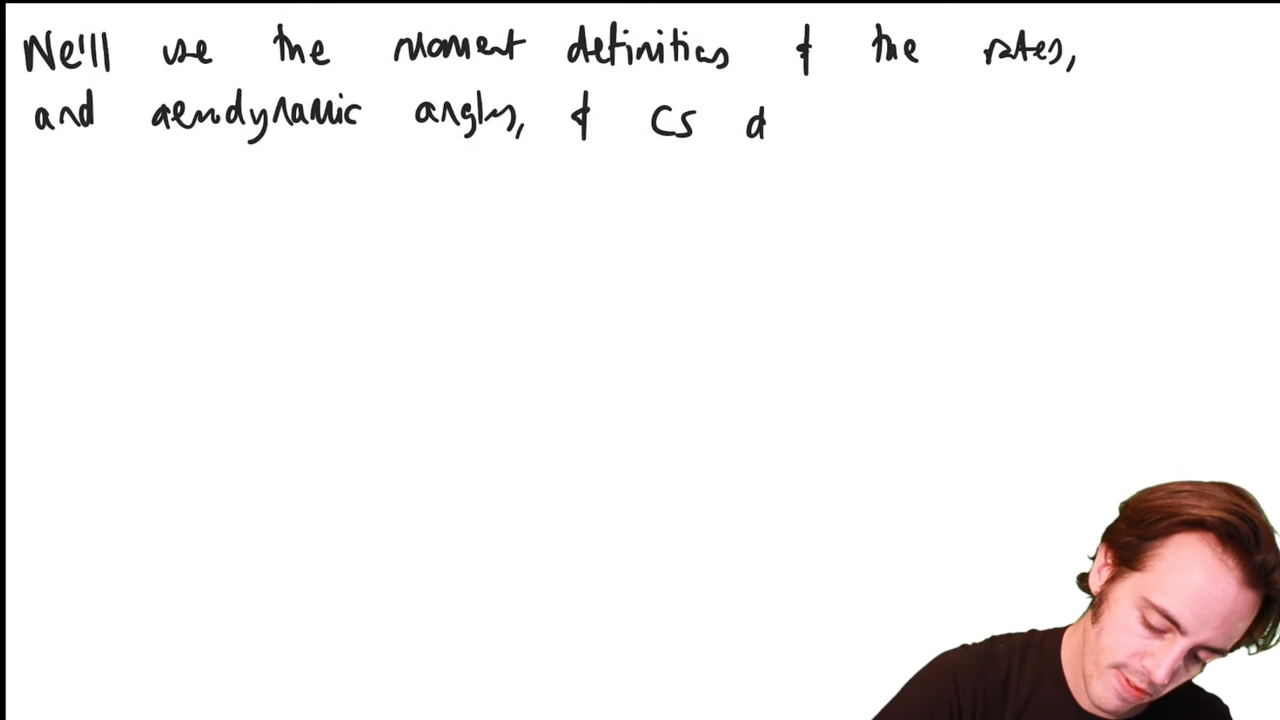 We'll use the moment definitions & the rates,
and aerodynamic angles, & CS d